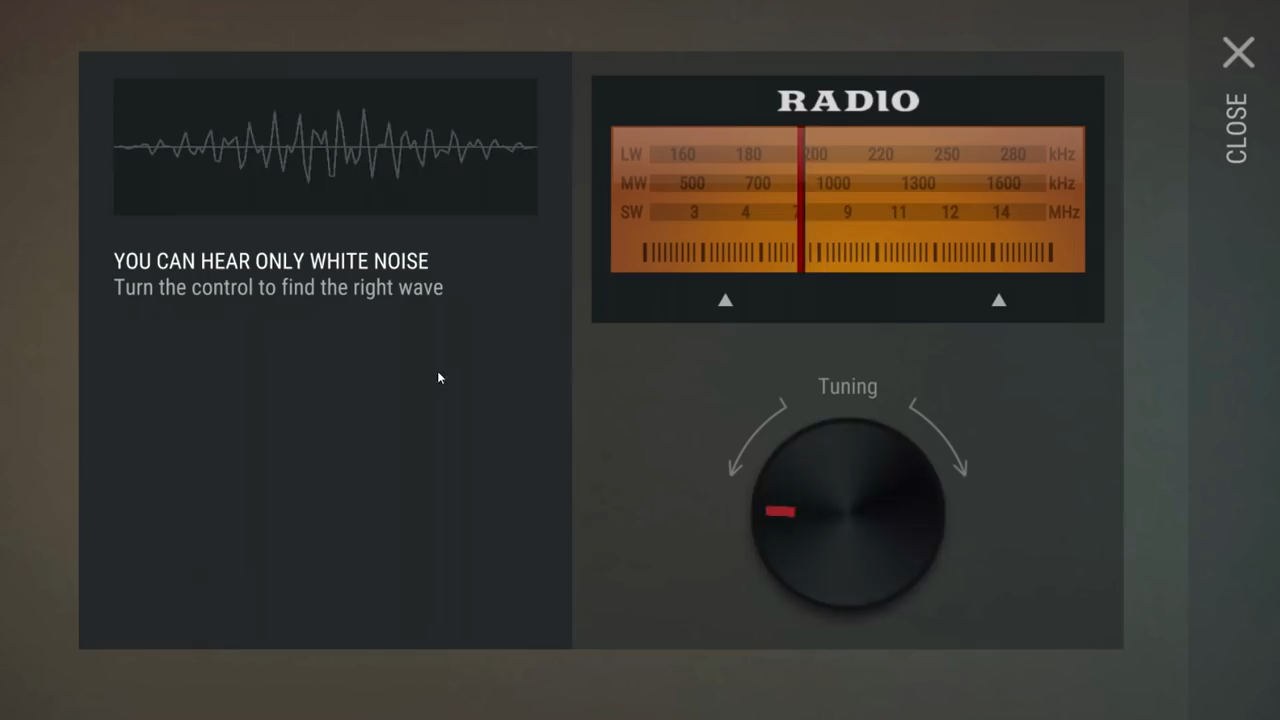 YOU CAN HEAR ONLY WHITE NOISE
Turn the control to find the right wave
RADIO
LW 160 180 200 220 250 280 kHz
MW 500 700 1000 1300 1600 kHz
SW 3 4 7 9 11 12 14 MHz
Tuning
CLOSE